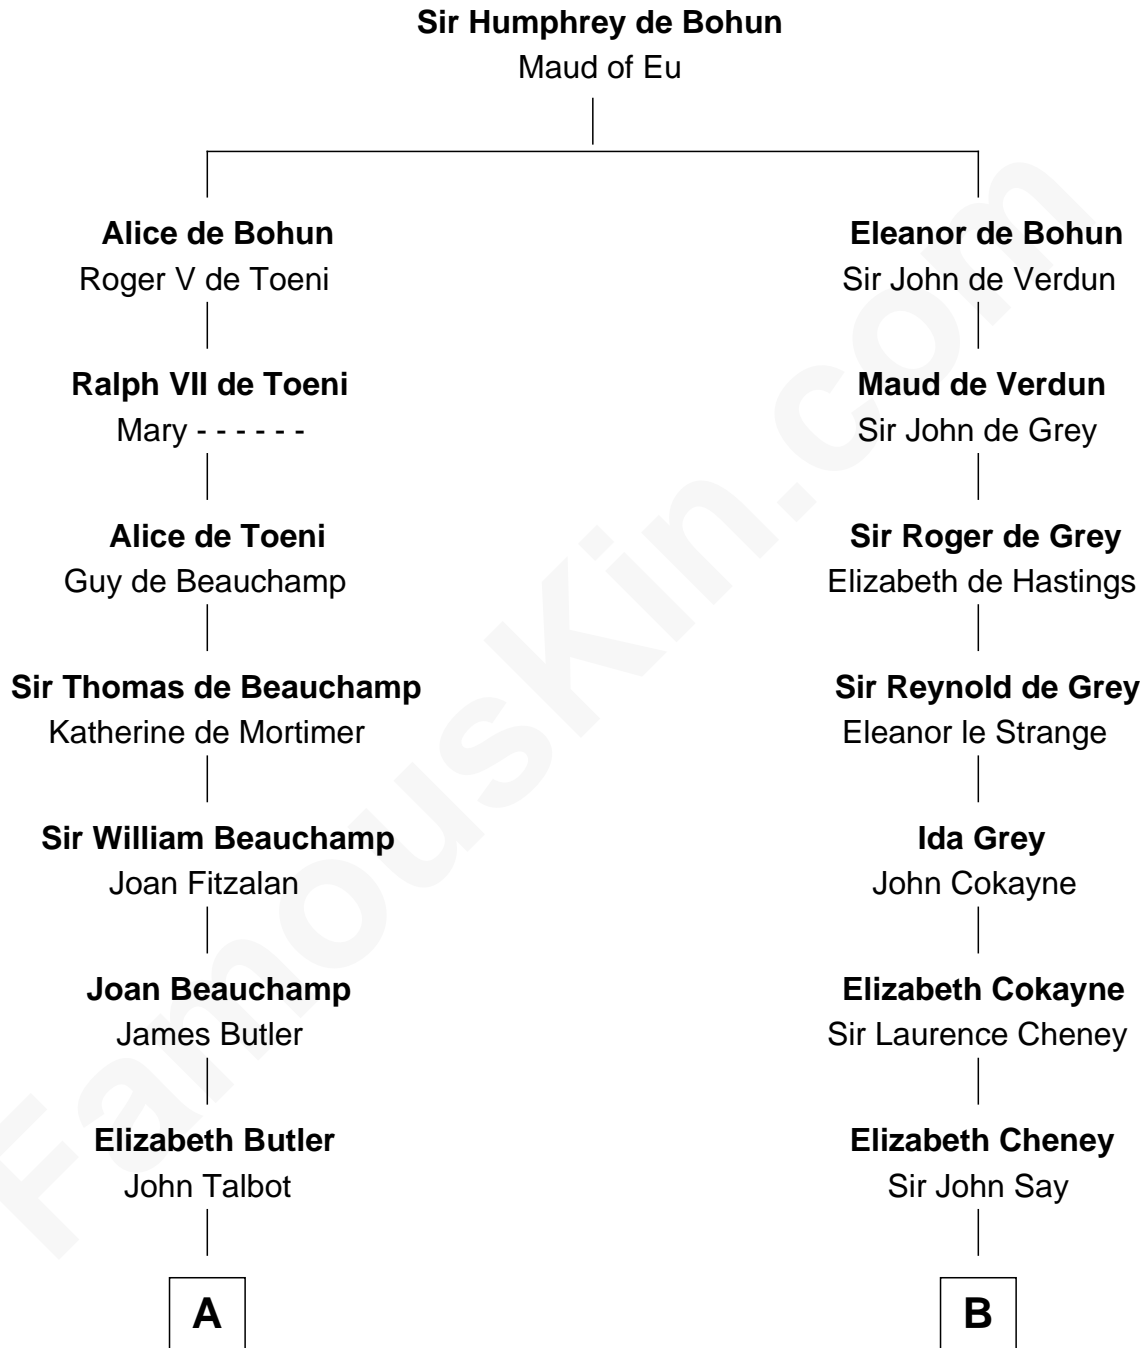 Sir Humphrey de Bohun
Maud of Eu
Alice de Bohun
Roger V de Toeni
Eleanor de Bohun
Sir John de Verdun
Ralph VII de Toeni
Mary - - - - - -
Maud de Verdun
Sir John de Grey
Alice de Toeni
Guy de Beauchamp
Sir Roger de Grey
Elizabeth de Hastings
Sir Thomas de Beauchamp
Katherine de Mortimer
Sir Reynold de Grey
Eleanor le Strange
Sir William Beauchamp
Joan Fitzalan
Ida Grey
John Cokayne
Joan Beauchamp
James Butler
Elizabeth Cokayne
Sir Laurence Cheney
Elizabeth Butler
John Talbot
Elizabeth Cheney
Sir John Say
A
B
FamousKin.com